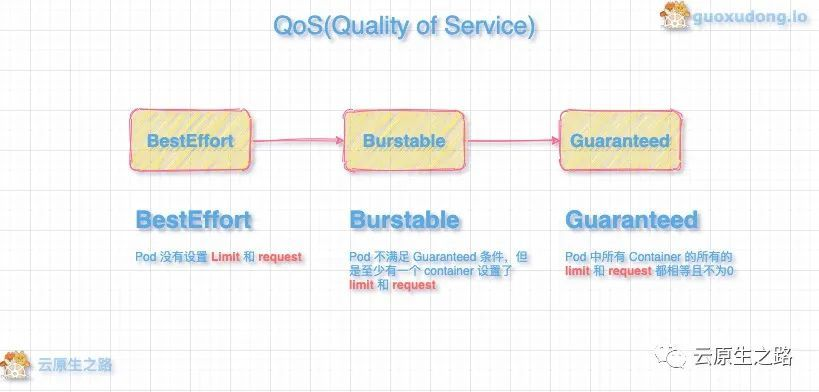 QoS(Quality of Service)
guoxudong.io
BestEffort
Burstable
Guaranteed
BestEffort
Pod 没有设置 Limit 和 request
Burstable
Pod 不满足 Guaranteed 条件，但
是至少有一个 container 设置了
limit 和 request
Guaranteed
Pod 中所有 Container 的所有的
limit 和 request 都相等且不为0
云原生之路
云原生之路